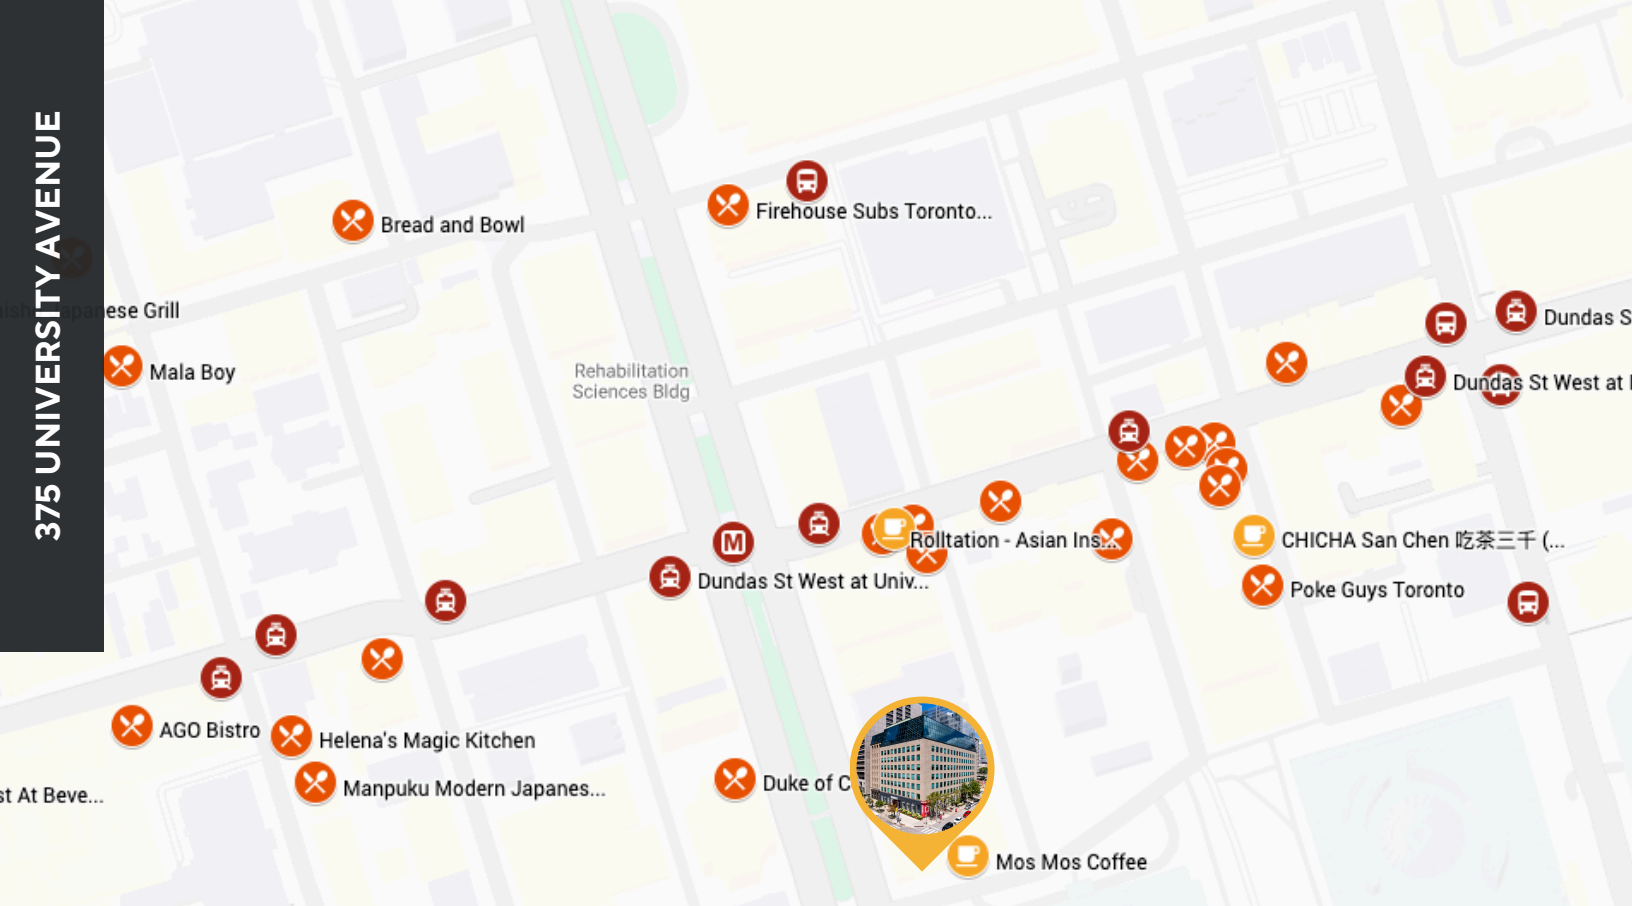 375 UNIVERSITY AVENUE
Bread and Bowl
Firehouse Subs Toronto...
anese Grill
Mala Boy
Rehabilitation
Sciences Bldg
Dundas S
Dundas St West at
Rolltation - Asian Ins...
CHICHA San Chen 吃茶三千 (...
Dundas St West at Univ...
Poke Guys Toronto
M
AGO Bistro
Helena's Magic Kitchen
Manpuku Modern Japanes...
st At Beve...
Duke of C
Mos Mos Coffee